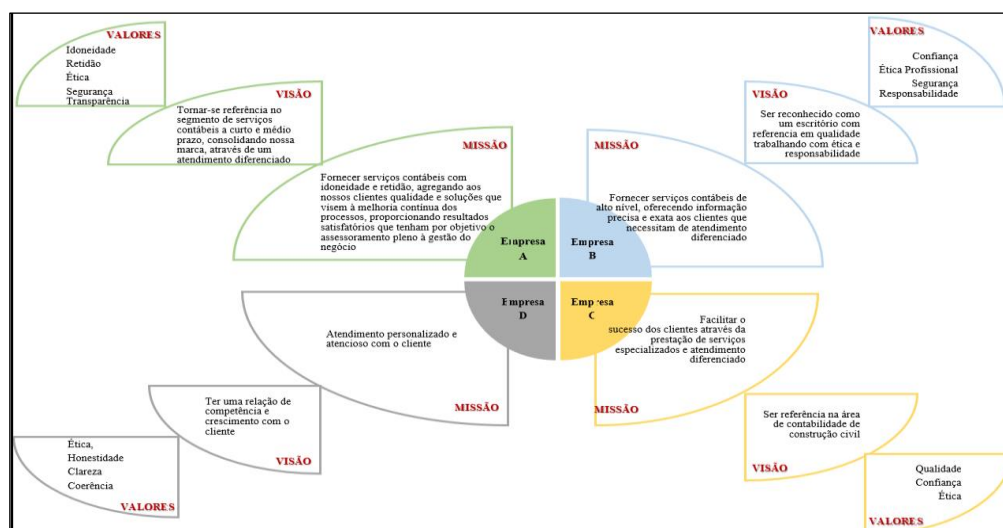 VALORES
Idoneidade
Retidão
Ética
Segurança
Transparência
VISÃO
Tornar-se referência no
segmento de serviços
contábeis a curto e médio
prazo, consolidando nossa
marca, através de um
atendimento diferenciado
MISSÃO
Fornecer serviços contábeis com
idoneidade e retidão, agregando aos
nossos clientes qualidade e soluções que
visem à melhoria contínua dos
processos, proporcionando resultados
satisfatórios que tenham por objetivo o
assessoramento pleno à gestão do
negócio
Empresa
A
VALORES
Confiança
Ética Profissional
Segurança
Responsabilidade
VISÃO
Ser reconhecido como
um escritório com
referencia em qualidade
trabalhando com ética e
responsabilidade
MISSÃO
Fornecer serviços contábeis de
alto nível, oferecendo informação
precisa e exata aos clientes que
necessitam de atendimento
diferenciado
Empresa
B
Empresa
D
Atendimento personalizado e
atencioso com o cliente
MISSÃO
Ter uma relação de
competência e
crescimento com o
cliente
VISÃO
Ética,
Honestidade
Clareza
Coerência
VALORES
Empresa
C
Facilitar o
sucesso dos clientes através da
prestação de serviços
especializados e atendimento
diferenciado
MISSÃO
Ser referência na área
de contabilidade de
construção civil
VISÃO
Qualidade
Confiança
Ética
VALORES